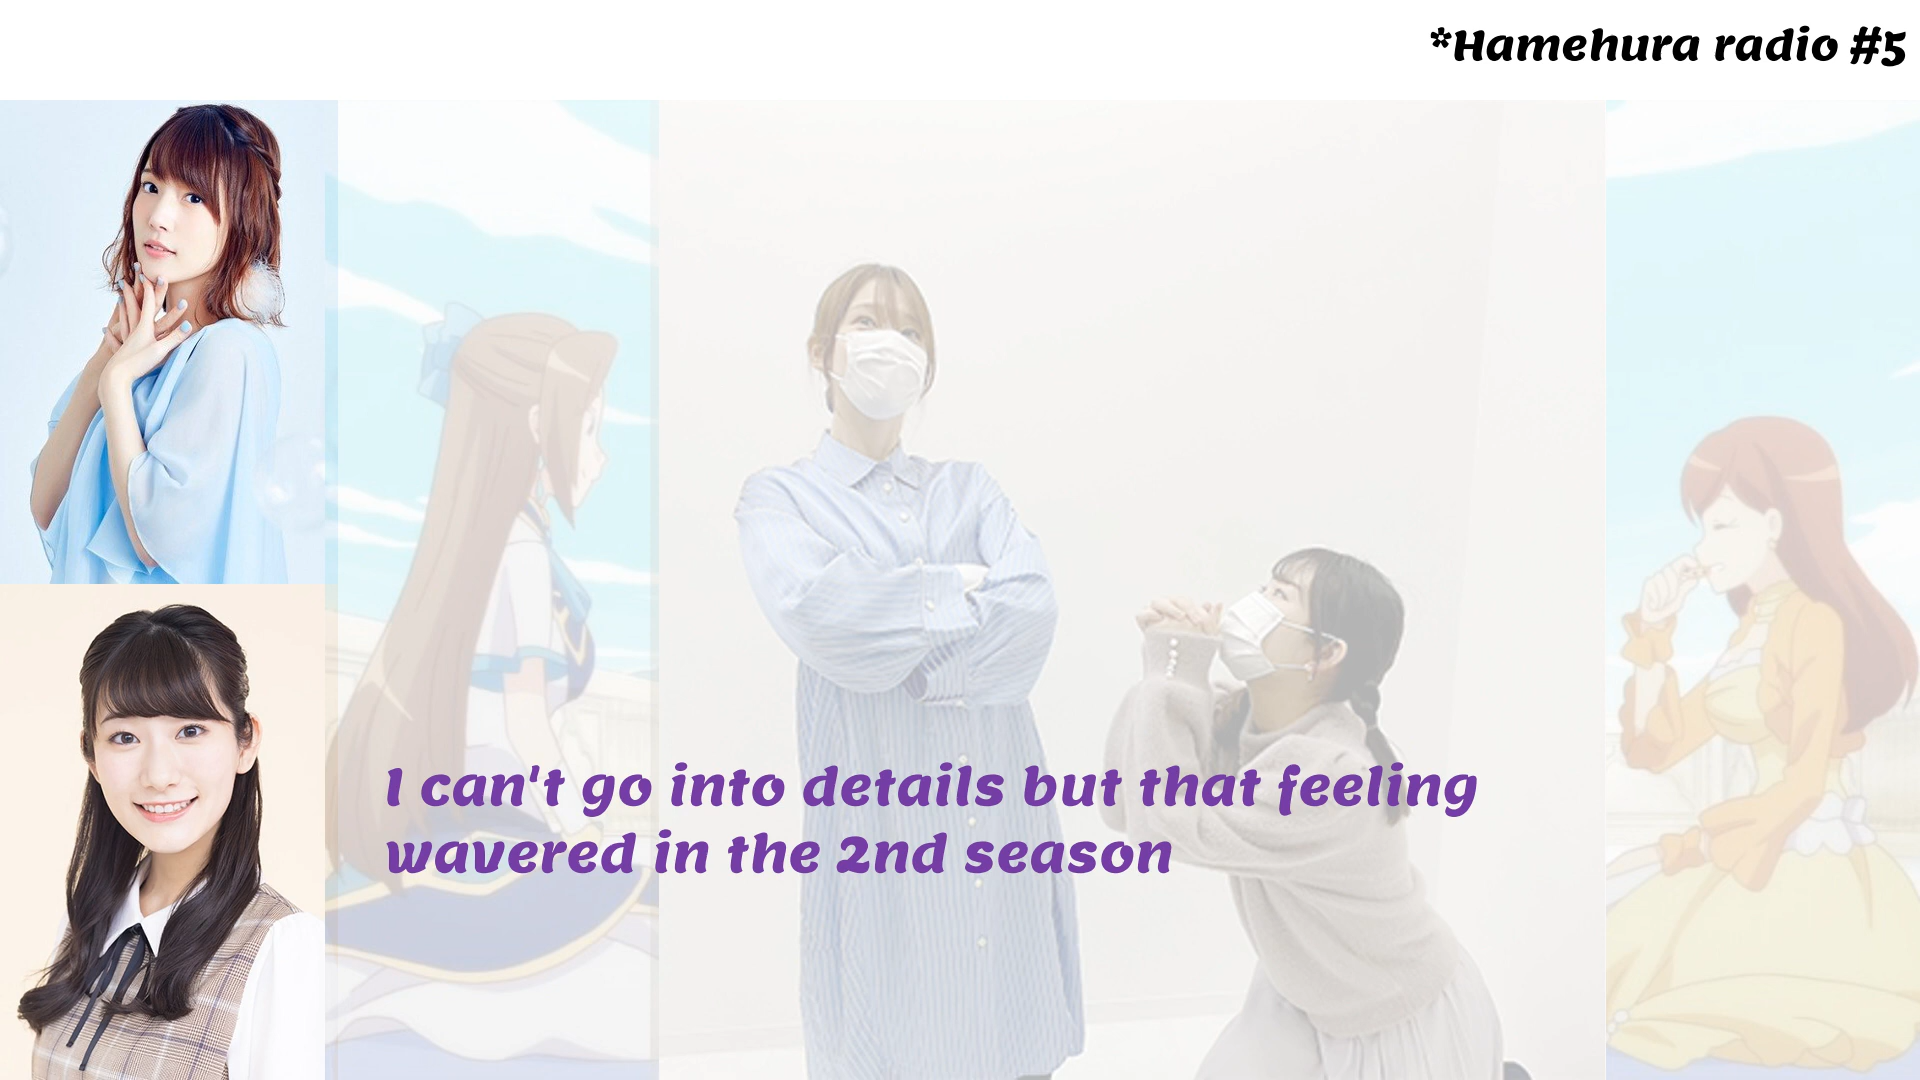 *Hamehura radio #5
I can't go into details but that feeling
wavered in the 2nd season